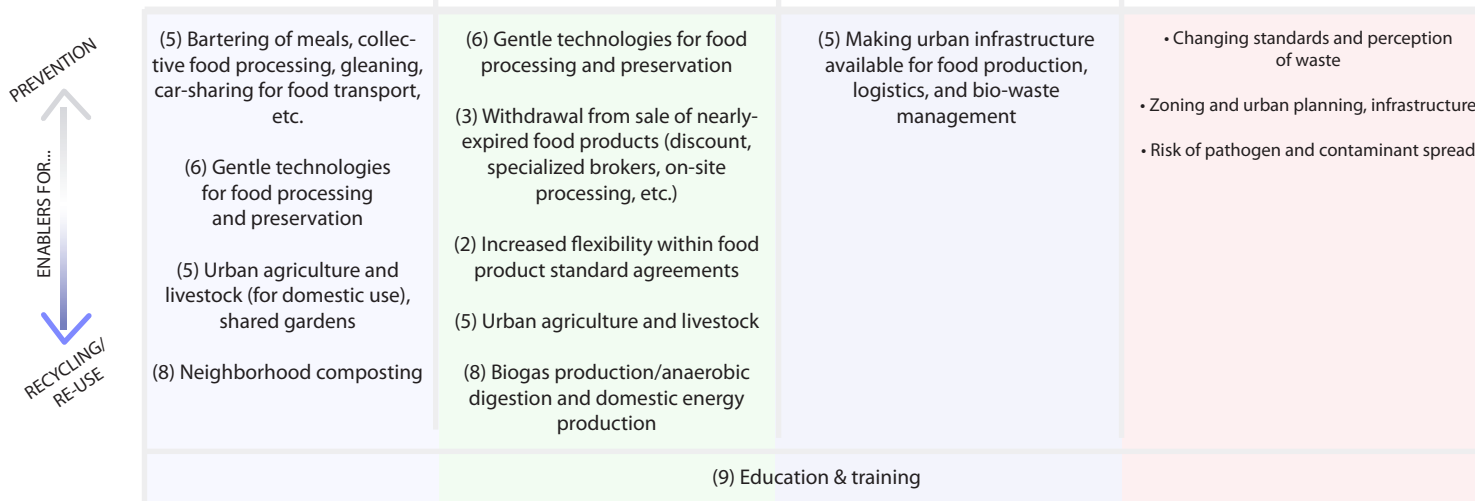 PREVENTION
ENABLERS FOR...
RECYCLING/
RE-USE
(5) Bartering of meals, collec-
tive food processing, gleaning,
car-sharing for food transport,
etc.
(6) Gentle technologies
for food processing
and preservation
(5) Urban agriculture and
livestock (for domestic use),
shared gardens
(8) Neighborhood composting
(6) Gentle technologies for food
processing and preservation
(3) Withdrawal from sale of nearly-
expired food products (discount,
specialized brokers, on-site
processing, etc.)
(2) Increased flexibility within food
product standard agreements
(5) Urban agriculture and livestock
(8) Biogas production/anaerobic
digestion and domestic energy
production
(5) Making urban infrastructure
available for food production,
logistics, and bio-waste
management
• Changing standards and perception
of waste
• Zoning and urban planning, infrastructure
• Risk of pathogen and contaminant spread
(9) Education & training